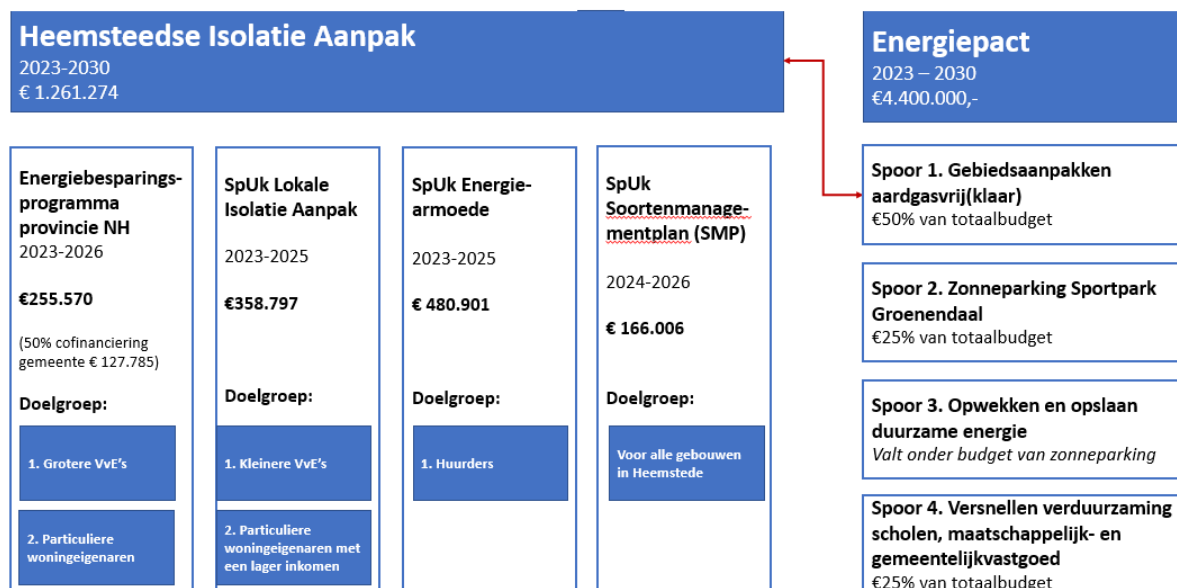 Heemsteedse Isolatie Aanpak
2023-2030
€ 1.261.274
Energiebesparings-
programma
provincie NH
2023-2026
€255.570
(50% cofinanciering
gemeente € 127.785)
Doelgroep:
1. Grotere VvE’s
2. Particuliere
woningeigenaren
SpUk Lokale
Isolatie Aanpak
2023-2025
€358.797
Doelgroep:
1. Kleinere VvE’s
2. Particuliere
woningeigenaren met
een lager inkomen
SpUk Energie-
armoede
2023-2025
€ 480.901
Doelgroep:
1. Huurders
SpUk
Soortenmanage-
mentplan (SMP)
2024-2026
€ 166.006
Doelgroep:
Voor alle gebouwen
in Heemstede
Energiepact
2023 – 2030
€4.400.000,-
Spoor 1. Gebiedsaanpakken
aardgasvrij(klaar)
€50% van totaalbudget
Spoor 2. Zonneparking Sportpark
Groenendaal
€25% van totaalbudget
Spoor 3. Opwekken en opslaan
duurzame energie
Valt onder budget van zonneparking
Spoor 4. Versnellen verduurzaming
scholen, maatschappelijk- en
gemeentelijkvastgoed
€25% van totaalbudget